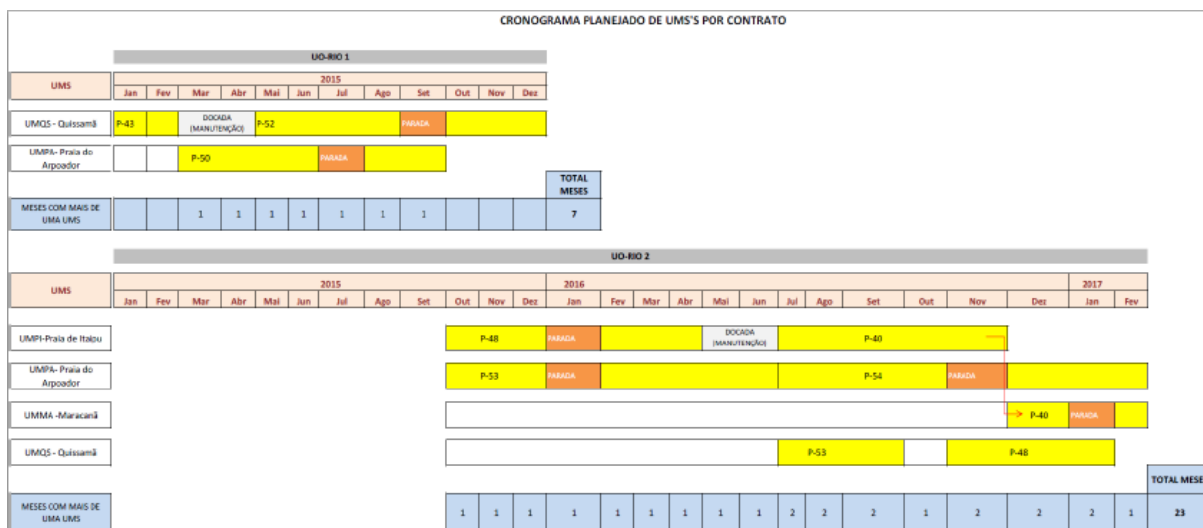 CRONOGRAMA PLANEJADO DE UMS'S POR CONTRATO
UO-RIO 1
UMS
2015
Jan Fev Mar Abr Mai Jun Jul Ago Set Out Nov Dez
UMQS - Quissamã
P-43
DOCADA
(MANUTENÇÃO)
P-52
PARADA
UMPA- Praia do
Arpoador
P-50
PARADA
TOTAL
MESES
MESES COM MAIS DE
UMA UMS
1 1 1 1 1 1 1 7
UO-RIO 2
UMS
2015 2016 2017
Jan Fev Mar Abr Mai Jun Jul Ago Set Out Nov Dez Jan Fev Mar Abr Mai Jun Jul Ago Set Out Nov Dez Jan Fev
UMPI-Praia de Itaipu
P-48
PARADA
DOCADA
(MANUTENÇÃO)
P-40
UMPA- Praia do
Arpoador
P-53
PARADA
P-54
PARADA
UMMA -Maracanã
P-40
PARADA
UMQS - Quissamã
P-53
P-48
TOTAL MESE
MESES COM MAIS DE
UMA UMS
1 1 1 1 1 1 1 1 1 2 2 2 1 2 2 2 1 23